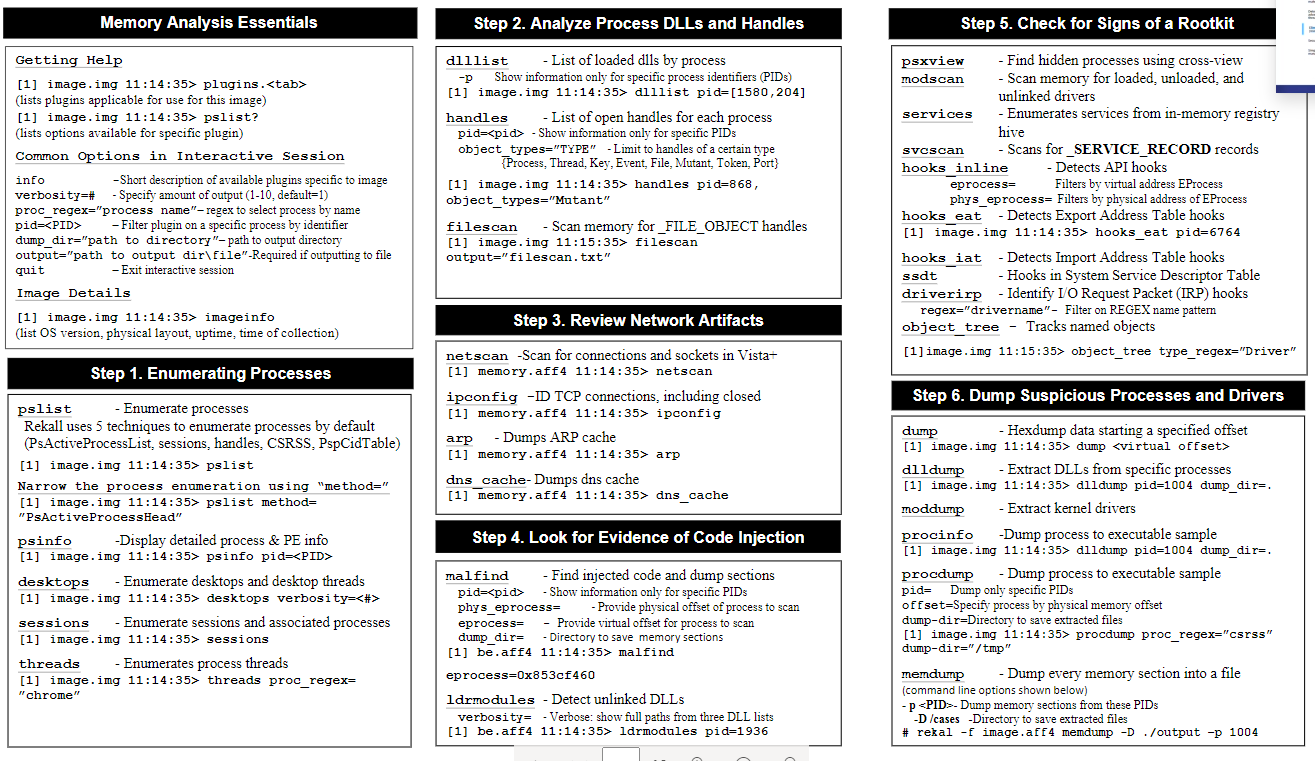 Memory Analysis Essentials
Getting Help
[1] image.img 11:14:35> plugins.<tab>
(lists plugins applicable for use for this image)
[1] image.img 11:14:35> pslist?
(lists options available for specific plugin)
Common Options in Interactive Session
info –Short description of available plugins specific to image
verbosity=# - Specify amount of output (1-10, default=1)
proc_regex=”process name”– regex to select process by name
pid=<PID> – Filter plugin on a specific process by identifier
dump_dir=”path to directory”– path to output directory
output=”path to output dir\file”-Required if outputting to file
quit – Exit interactive session
Image Details
[1] image.img 11:14:35> imageinfo
(list OS version, physical layout, uptime, time of collection)
Step 1. Enumerating Processes
pslist - Enumerate processes
Rekall uses 5 techniques to enumerate processes by default
(PsActiveProcessList, sessions, handles, CSRSS, PspCidTable)
[1] image.img 11:14:35> pslist
Narrow the process enumeration using “method=”
[1] image.img 11:14:35> pslist method=
”PsActiveProcessHead”
psinfo -Display detailed process & PE info
[1] image.img 11:14:35> psinfo pid=<PID>
desktops - Enumerate desktops and desktop threads
[1] image.img 11:14:35> desktops verbosity=<#>
sessions - Enumerate sessions and associated processes
[1] image.img 11:14:35> sessions
threads - Enumerates process threads
[1] image.img 11:14:35> threads proc_regex=
”chrome”
Step 2. Analyze Process DLLs and Handles
dlllist - List of loaded dlls by process
-p Show information only for specific process identifiers (PIDs)
[1] image.img 11:14:35> dlllist pid=[1580,204]
handles - List of open handles for each process
pid=<pid> - Show information only for specific PIDs
object_types=”TYPE” - Limit to handles of a certain type
{Process, Thread, Key, Event, File, Mutant, Token, Port}
[1] image.img 11:14:35> handles pid=868,
object_types=”Mutant”
filescan - Scan memory for _FILE_OBJECT handles
[1] image.img 11:15:35> filescan
output=”filescan.txt”
Step 3. Review Network Artifacts
netscan -Scan for connections and sockets in Vista+
[1] memory.aff4 11:14:35> netscan
ipconfig –ID TCP connections, including closed
[1] memory.aff4 11:14:35> ipconfig
arp - Dumps ARP cache
[1] memory.aff4 11:14:35> arp
dns_cache- Dumps dns cache
[1] memory.aff4 11:14:35> dns_cache
Step 4. Look for Evidence of Code Injection
malfind - Find injected code and dump sections
pid=<pid> - Show information only for specific PIDs
phys_eprocess= - Provide physical offset of process to scan
eprocess= - Provide virtual offset for process to scan
dump_dir= - Directory to save memory sections
[1] be.aff4 11:14:35> malfind
eprocess=0x853cf460
ldrmodules - Detect unlinked DLLs
verbosity= - Verbose: show full paths from three DLL lists
[1] be.aff4 11:14:35> ldrmodules pid=1936
Step 5. Check for Signs of a Rootkit
psxview - Find hidden processes using cross-view
modscan - Scan memory for loaded, unloaded, and
unlinked drivers
services - Enumerates services from in-memory registry
hive
svcscan - Scans for _SERVICE_RECORD records
hooks_inline - Detects API hooks
eprocess= Filters by virtual address EProcess
phys_eprocess= Filters by physical address of EProcess
hooks_eat - Detects Export Address Table hooks
[1] image.img 11:14:35> hooks_eat pid=6764
hooks_iat - Detects Import Address Table hooks
ssdt - Hooks in System Service Descriptor Table
driverirp - Identify I/O Request Packet (IRP) hooks
regex=”drivername”– Filter on REGEX name pattern
object_tree – Tracks named objects
[1]image.img 11:15:35> object_tree type_regex=”Driver”
Step 6. Dump Suspicious Processes and Drivers
dump - Hexdump data starting a specified offset
[1] image.img 11:14:35> dump <virtual offset>
dlldump - Extract DLLs from specific processes
[1] image.img 11:14:35> dlldump pid=1004 dump_dir=.
moddump - Extract kernel drivers
procinfo -Dump process to executable sample
[1] image.img 11:14:35> dlldump pid=1004 dump_dir=.
procdump - Dump process to executable sample
pid= Dump only specific PIDs
offset=Specify process by physical memory offset
dump-dir=Directory to save extracted files
[1] image.img 11:14:35> procdump proc_regex=”csrss”
dump-dir=”/tmp”
memdump - Dump every memory section into a file
(command line options shown below)
- p <PID>- Dump memory sections from these PIDs
-D /cases -Directory to save extracted files
# rekal -f image.aff4 memdump -D ./output -p 1004